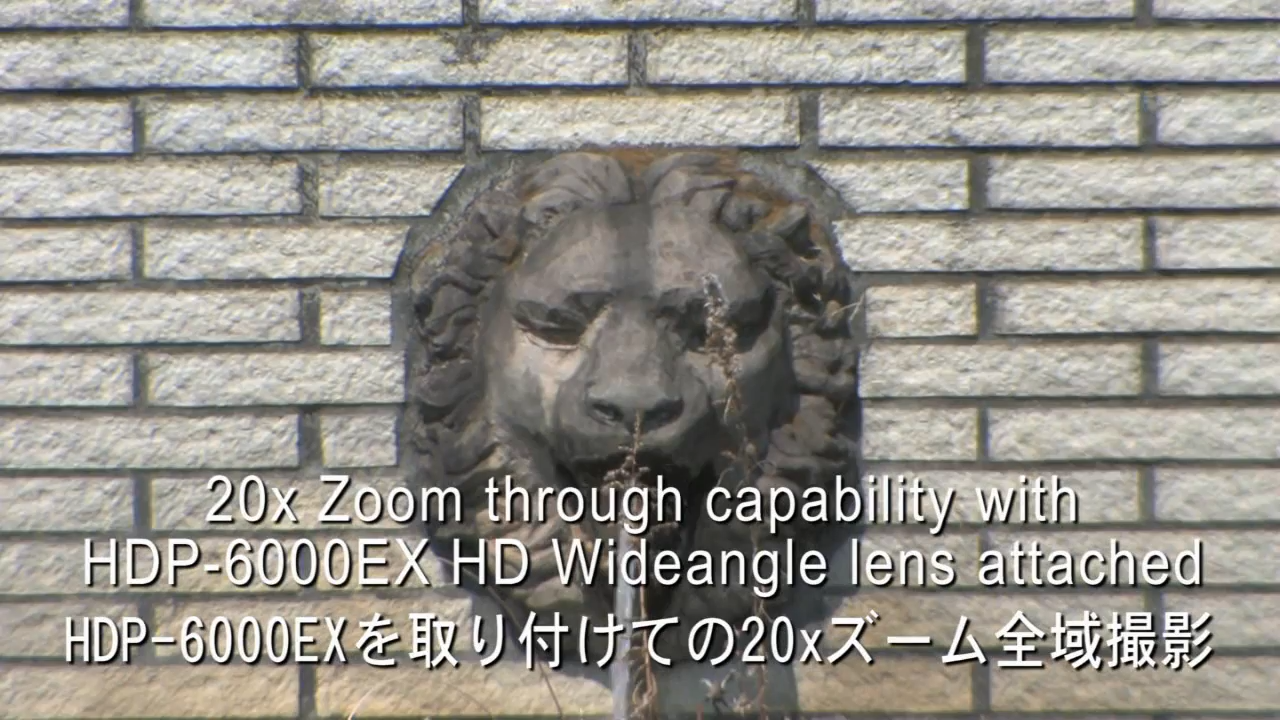 20x Zoom through capability with
HDP-6000EX HD Wideangle lens attached
HDP-6000EXを取り付けての20xズーム全域撮影